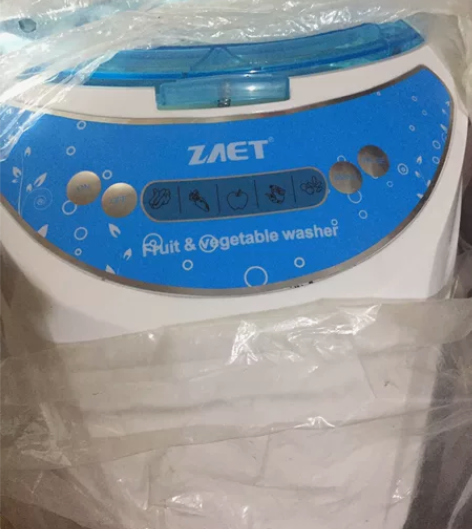 ZAET
Fruit & vegetable washer